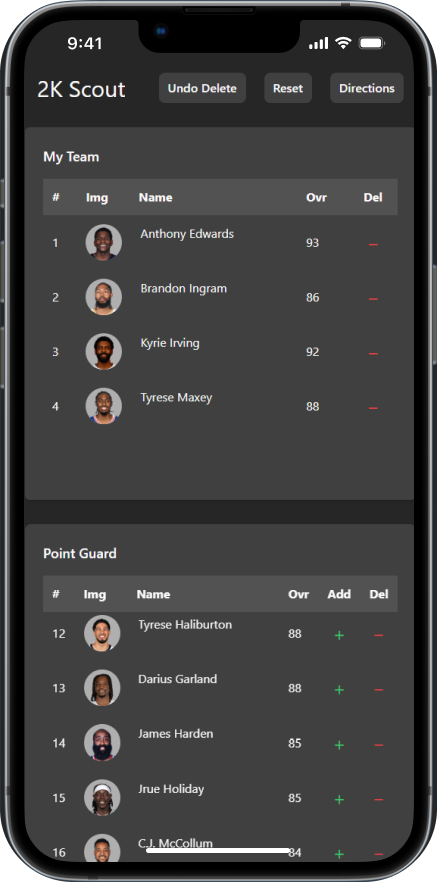 9:41
2K Scout Undo Delete Reset Directions
My Team
# Img Name Ovr Del
1 Anthony Edwards 93 −
2 Brandon Ingram 86 −
3 Kyrie Irving 92 −
4 Tyrese Maxey 88 −
Point Guard
# Img Name Ovr Add Del
12 Tyrese Haliburton 88 + −
13 Darius Garland 88 + −
14 James Harden 85 + −
15 Jrue Holiday 85 + −
16 C.J. McCollum 84 + −